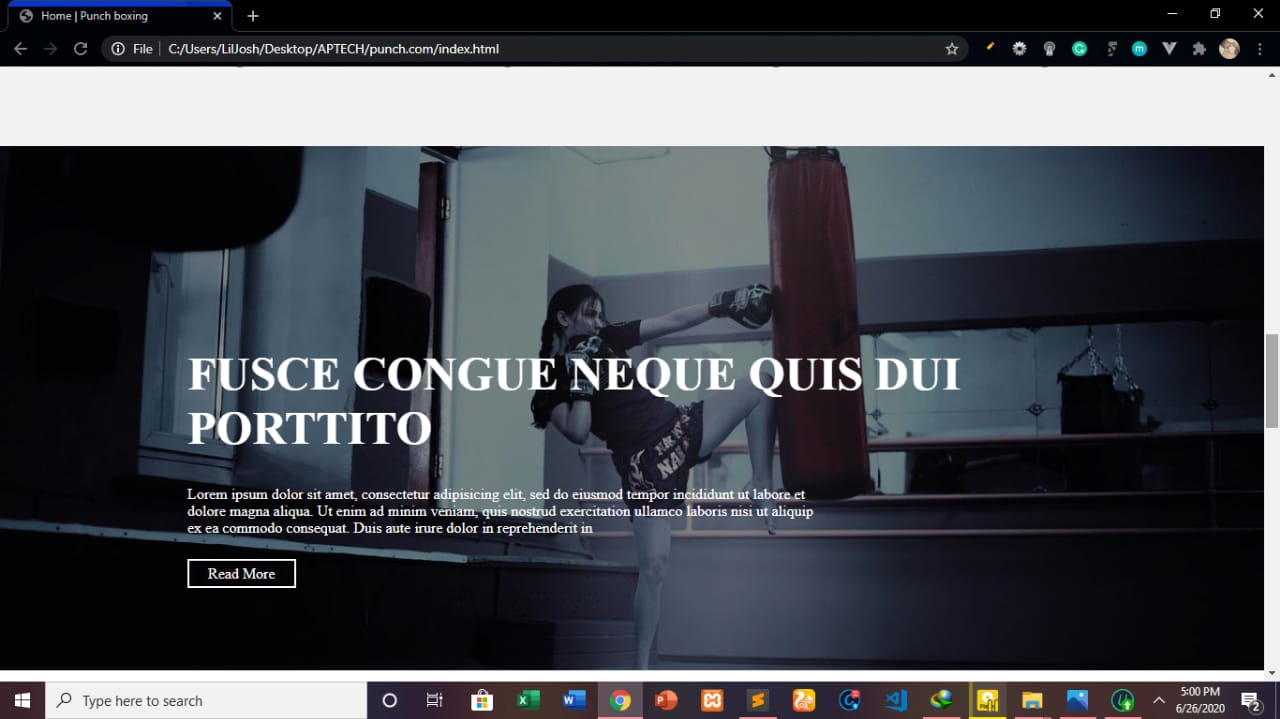 Home | Punch boxing
File
C:/Users/LilJosh/Desktop/APTECH/punch.com/index.html
FUSCE CONGUE NEQUE QUIS DUI
PORTTITO
Lorem ipsum dolor sit amet, consectetur adipisicing elit, sed do eiusmod tempor incididunt ut labore et
dolore magna aliqua. Ut enim ad minim veniam, quis nostrud exercitation ullamco laboris nisi ut aliquip
ex ea commodo consequat. Duis aute irure dolor in reprehenderit in
Read More
Type here to search
5:00 PM
6/26/2020
2